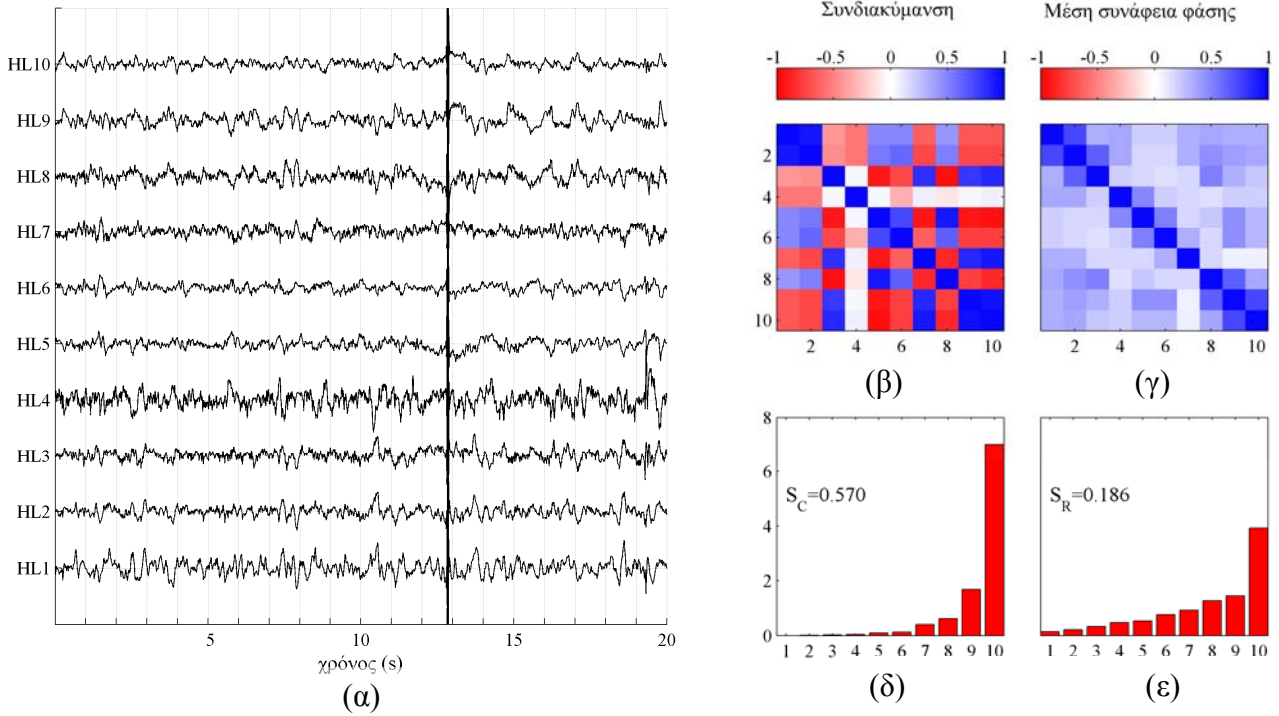 HL10
HL9
HL8
HL7
HL6
HL5
HL4
HL3
HL2
HL1
5 10 15 20
χρόνος (s)
(α)
Συνδιακύμανση
-1 -0.5 0 0.5 1
2
4
6
8
10
2 4 6 8 10
(β)
Μέση συνάφεια φάσης
-1 -0.5 0 0.5 1
2 4 6 8 10
(γ)
8
6
4
2
0
S_C=0.570
1 2 3 4 5 6 7 8 9 10
(δ)
S_R=0.186
1 2 3 4 5 6 7 8 9 10
(ε)